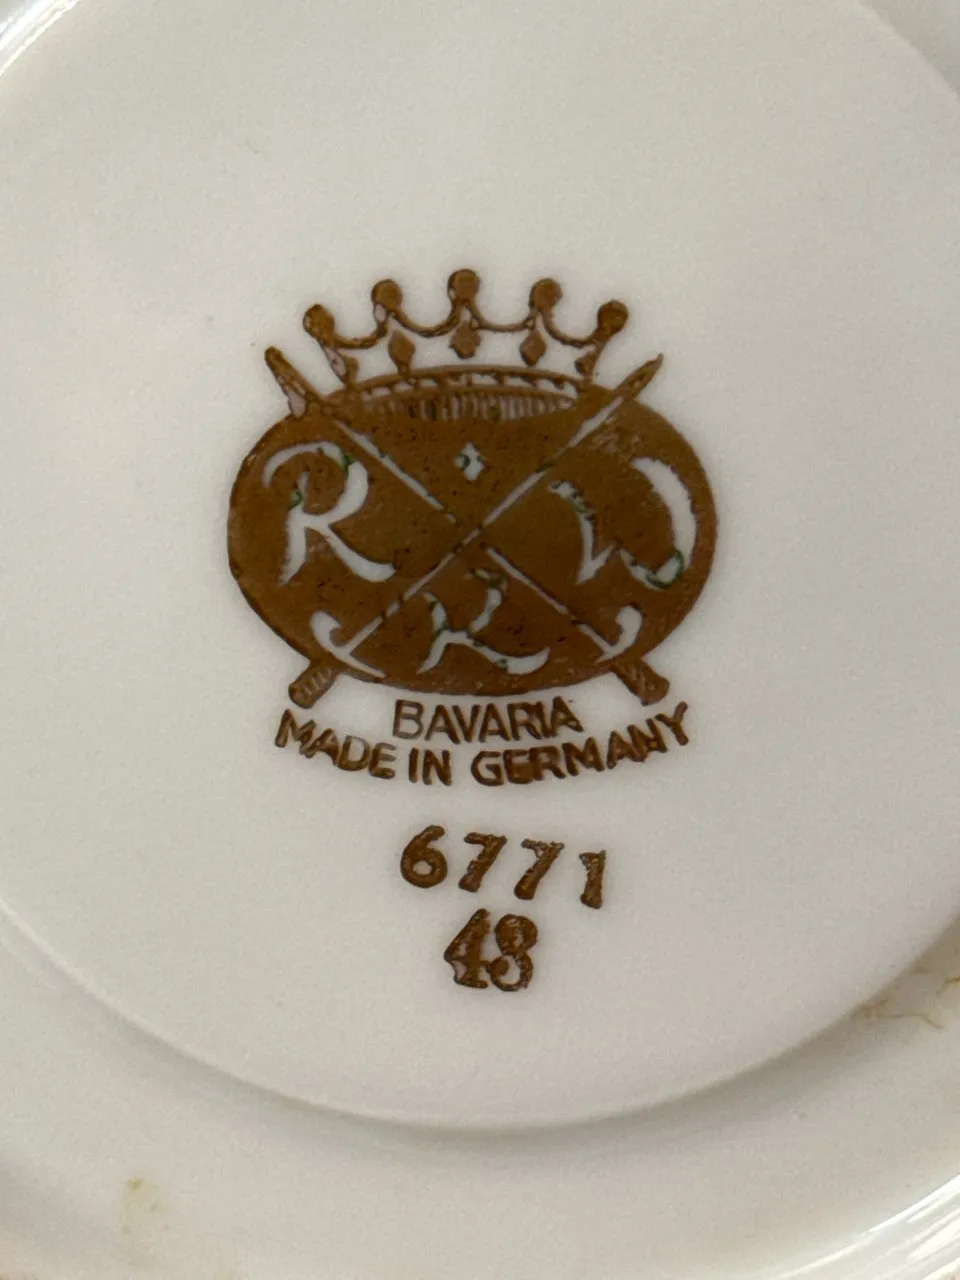 R W
K
BAVARIA
MADE IN GERMANY
6771
48